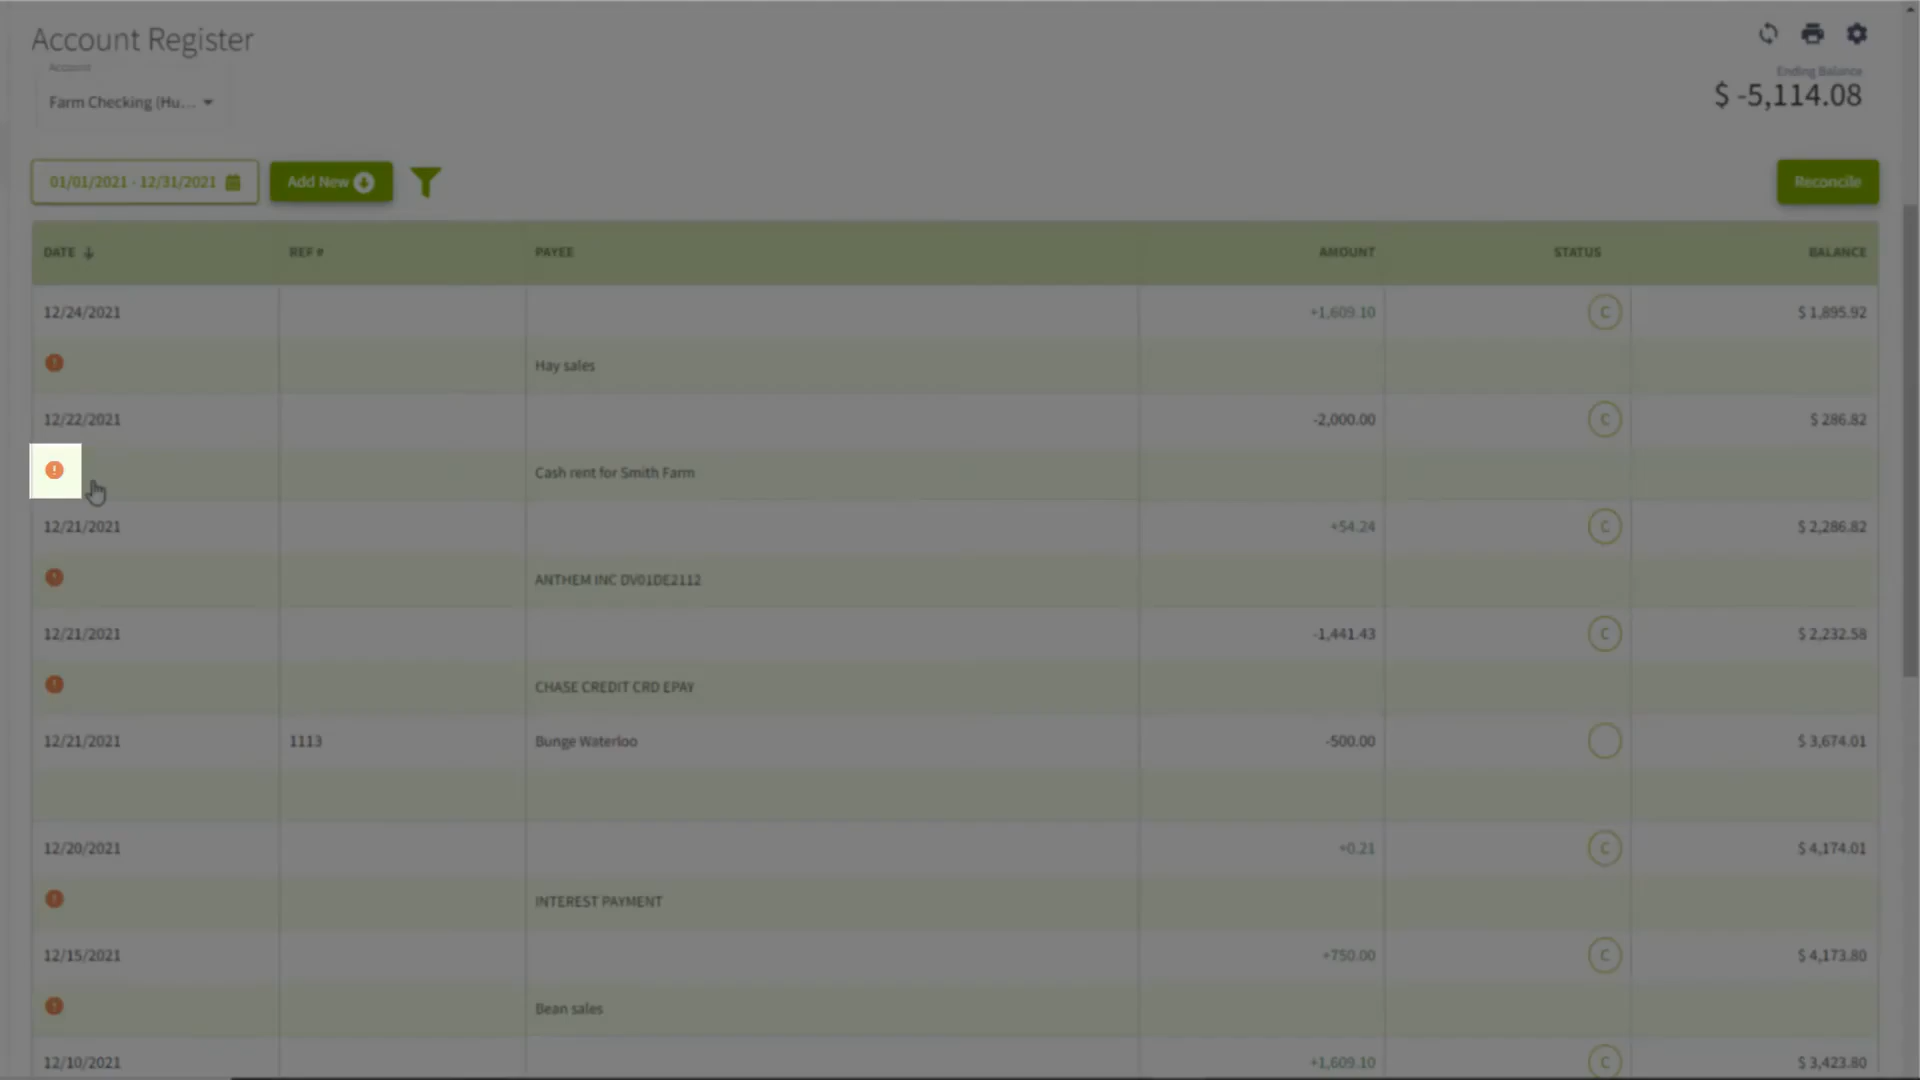 Account Register
Account
Farm Checking (Hu...
Ending Balance
$ -5,114.08
01/01/2021 - 12/31/2021
Add New
Reconcile
DATE REF # PAYEE AMOUNT STATUS BALANCE
12/24/2021 +1,609.10 C $ 1,895.92
! Hay sales
12/22/2021 -2,000.00 C $ 286.82
! Cash rent for Smith Farm
12/21/2021 +54.24 C $ 2,286.82
! ANTHEM INC DV01DE2112
12/21/2021 -1,441.43 C $ 2,232.58
! CHASE CREDIT CRD EPAY
12/21/2021 1113 Bunge Waterloo -500.00 $ 3,674.01
12/20/2021 +0.21 C $ 4,174.01
! INTEREST PAYMENT
12/15/2021 +750.00 C $ 4,173.80
! Bean sales
12/10/2021 +1,609.10 C $ 3,423.80